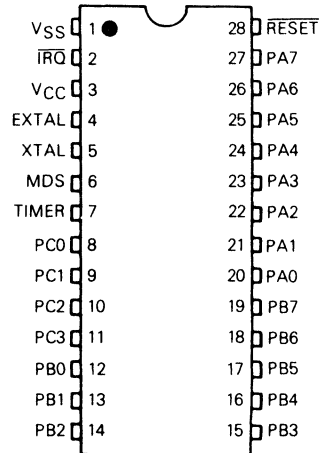 VSS 1 28 RESET
IRQ 2 27 PA7
VCC 3 26 PA6
EXTAL 4 25 PA5
XTAL 5 24 PA4
MDS 6 23 PA3
TIMER 7 22 PA2
PC0 8 21 PA1
PC1 9 20 PA0
PC2 10 19 PB7
PC3 11 18 PB6
PB0 12 17 PB5
PB1 13 16 PB4
PB2 14 15 PB3